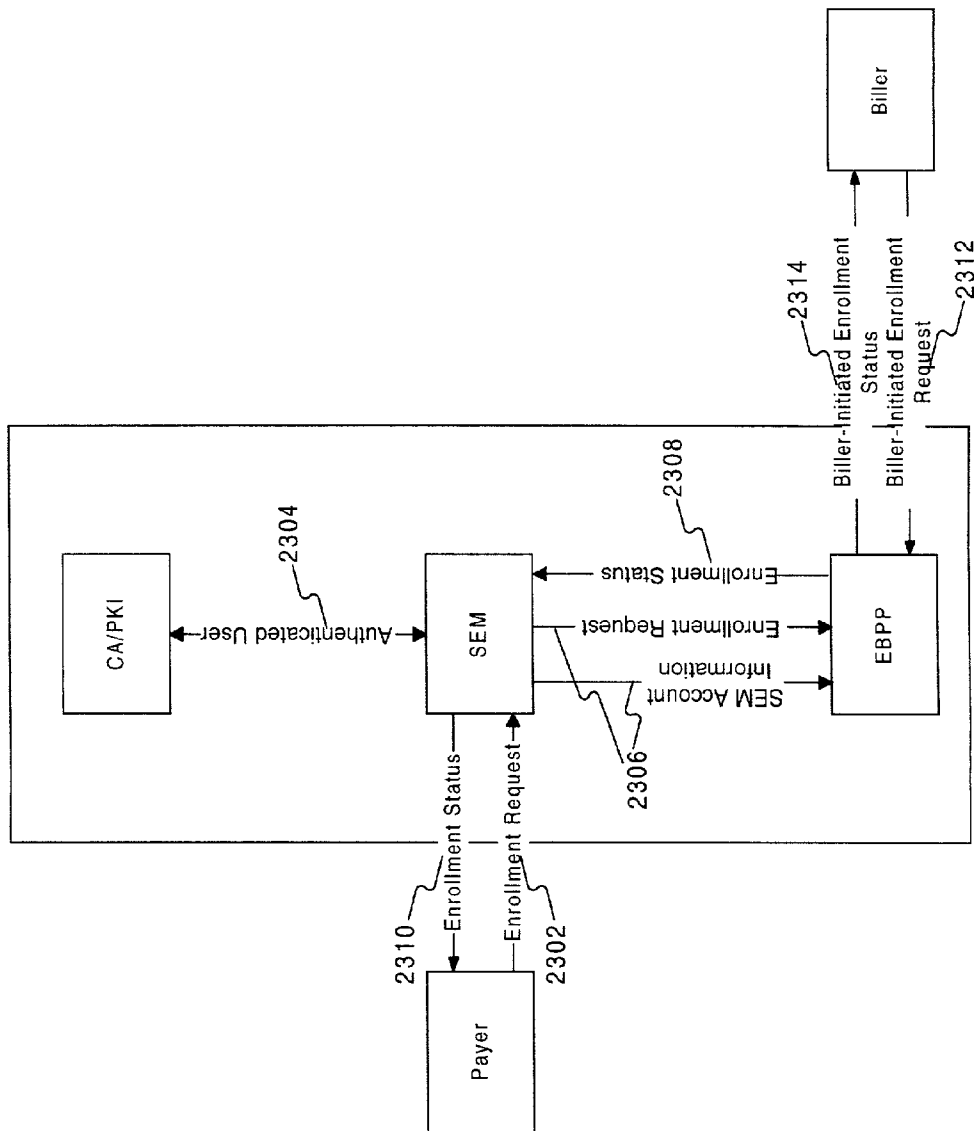 CA/PKI
2304
Authenticated User
SEM
2310
Enrollment Status
Enrollment Request
2302
Payer
2306
SEM Account
Information
Enrollment Request
Enrollment Status
2308
EBPP
2314
Biller-Initiated Enrollment
Status
Biller-Initiated Enrollment
Request
2312
Biller